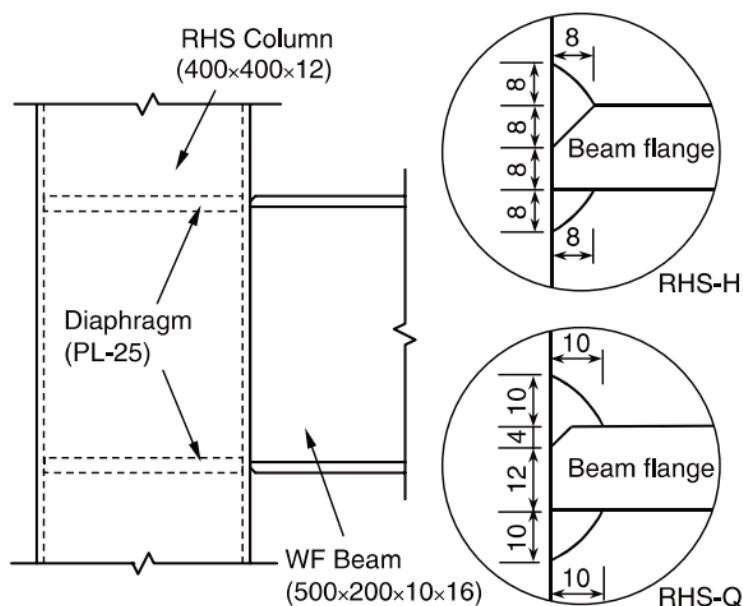 RHS Column
(400×400×12)
Diaphragm
(PL-25)
WF Beam
(500×200×10×16)
8
8
8
8
8
Beam flange
8
RHS-H
10
10
4
12
10
Beam flange
10
RHS-Q